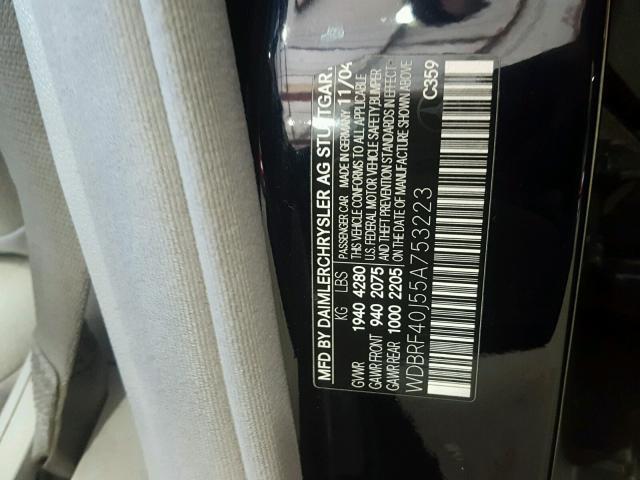 MFD BY DAIMLERCHRYSLER AG STUTTGAR
KG LBS PASSENGER CAR MADE IN GERMANY 11/04
GVWR 1940 4280 THIS VEHICLE CONFORMS TO ALL APPLICABLE
GAWR FRONT 940 2075 U.S. FEDERAL MOTOR VEHICLE SAFETY, BUMPER
AND THEFT PREVENTION STANDARDS IN EFFECT
GAWR REAR 1000 2205 ON THE DATE OF MANUFACTURE SHOWN ABOVE
C359
WDBRF40J55A753223